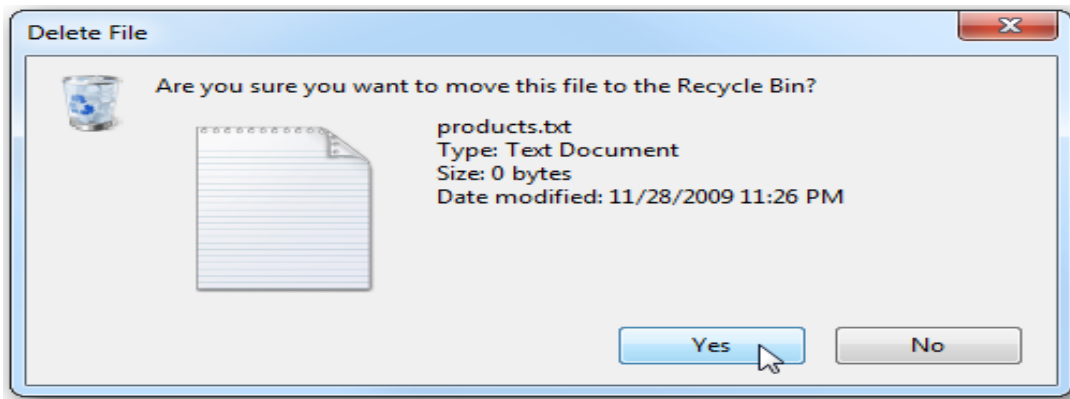 Delete File
Are you sure you want to move this file to the Recycle Bin?
products.txt
Type: Text Document
Size: 0 bytes
Date modified: 11/28/2009 11:26 PM
Yes
No